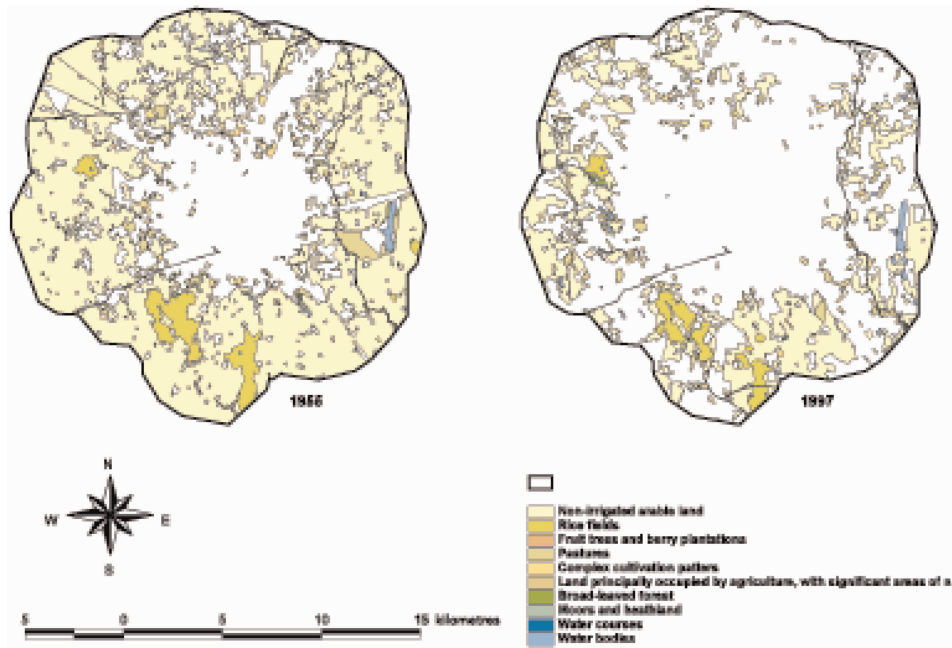 1955
1997
N
W E
S
Non-irrigated arable land
Rice fields
Fruit trees and berry plantations
Pastures
Complex cultivation patters
Land principally occupied by agriculture, with significant areas of n
Broad-leaved forest
Moors and heathland
Water courses
Water bodies
5 0 5 10 15 kilometres